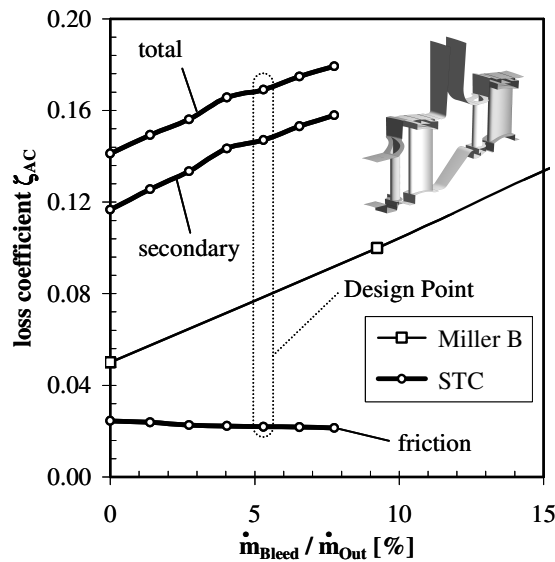 0.20
total
0.16
0.12
secondary
loss coefficient ζAC
Design Point
0.08
Miller B
STC
0.04
friction
0.00
0 5 10 15
ṁBleed / ṁOut [%]